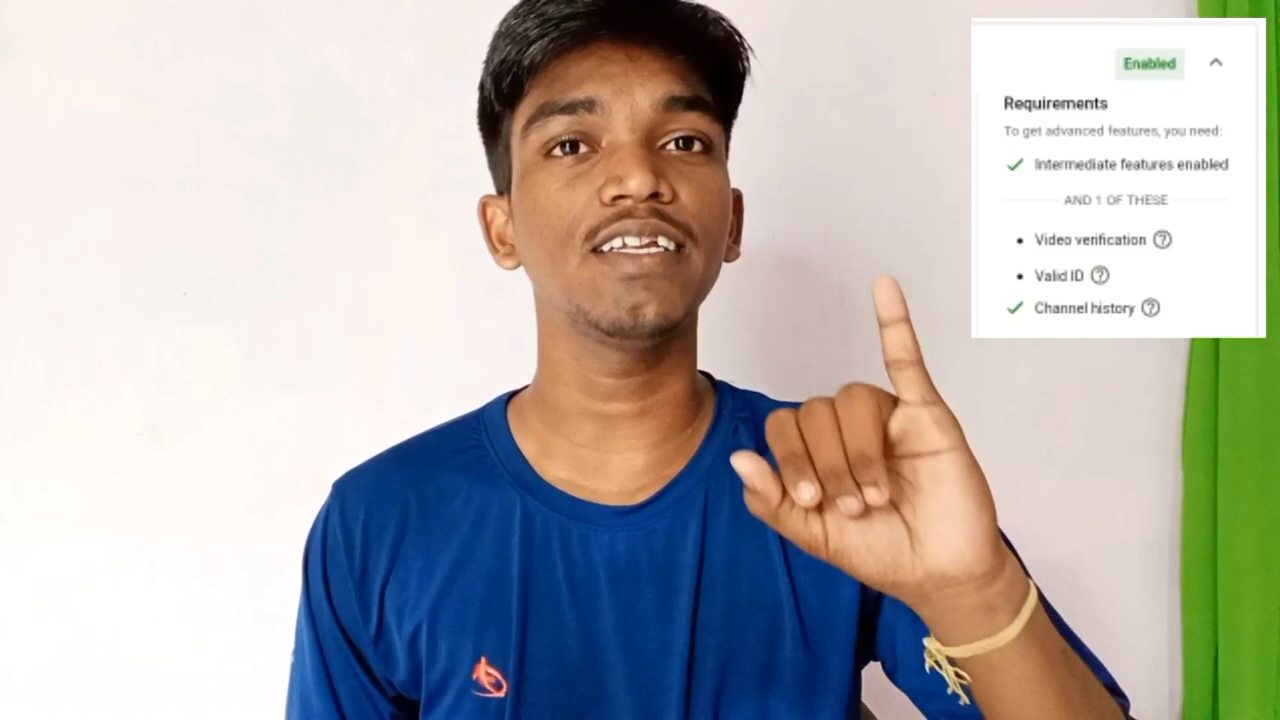 Enabled
Requirements
To get advanced features, you need:
Intermediate features enabled
AND 1 OF THESE
Video verification
Valid ID
Channel history